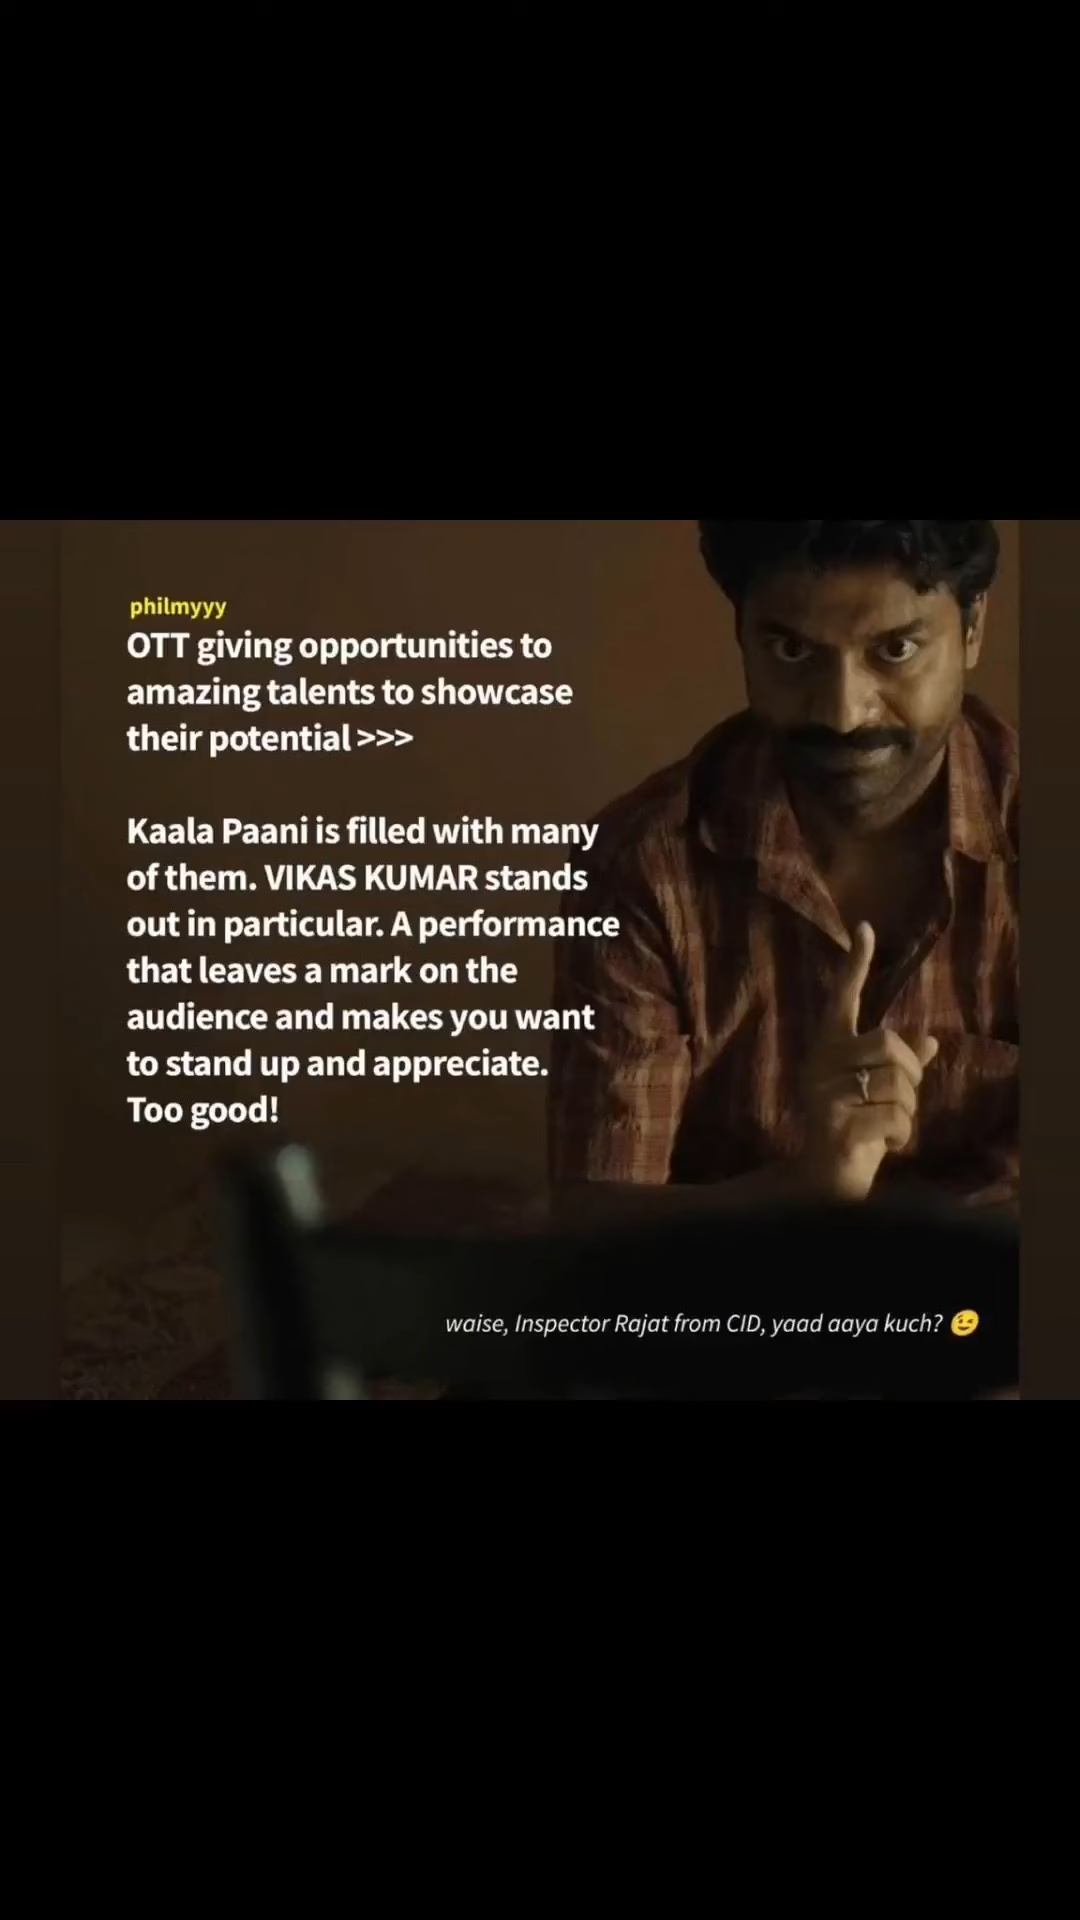 philmyyy
OTT giving opportunities to
amazing talents to showcase
their potential >>>
Kaala Paani is filled with many
of them. VIKAS KUMAR stands
out in particular. A performance
that leaves a mark on the
audience and makes you want
to stand up and appreciate.
Too good!
waise, Inspector Rajat from CID, yaad aaya kuch? 😉